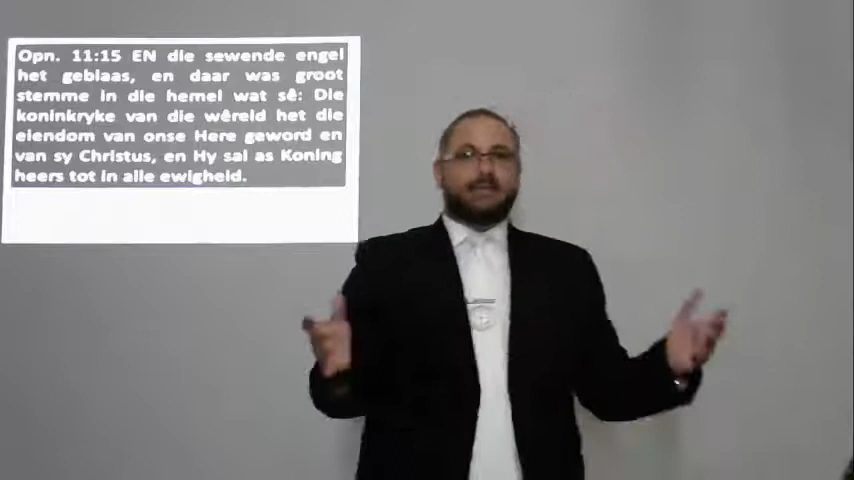 Opn. 11:15 EN die sewende engel
het geblaas, en daar was groot
stemme in die hemel wat sê: Die
koninkryke van die wêreld het die
eiendom van onse Here geword en
van sy Christus, en Hy sal as Koning
heers tot in alle ewigheid.